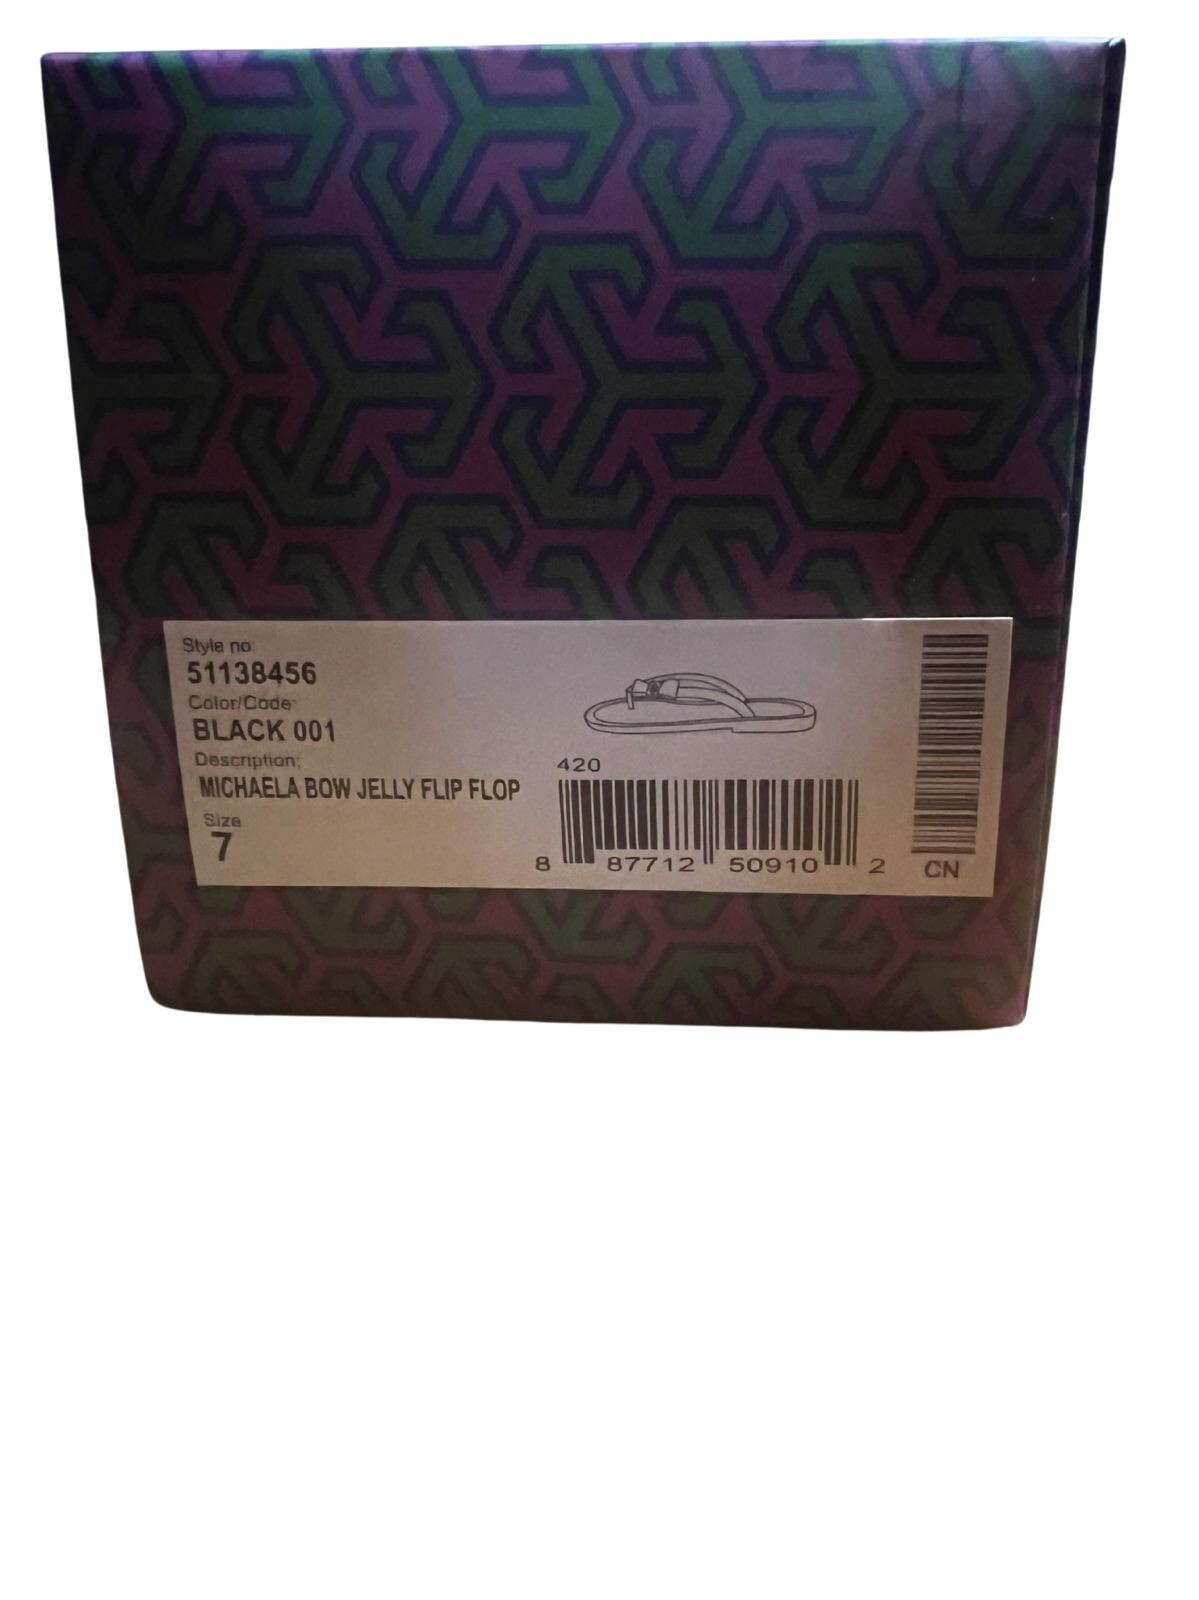 Style no:
51138456
Color/Code:
BLACK 001
Description:
MICHAELA BOW JELLY FLIP FLOP
Size
7
420
8 87712 50910 2
CN